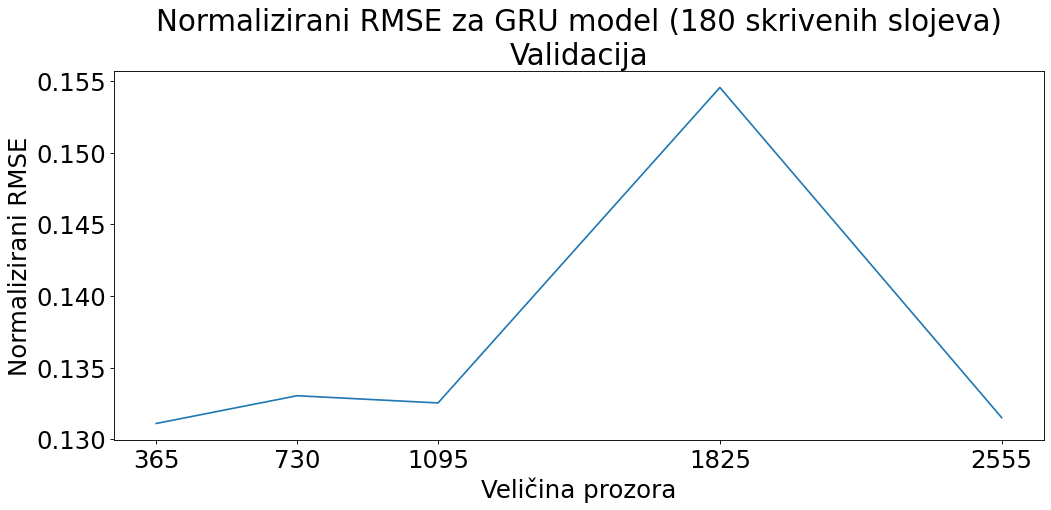 Normalizirani RMSE za GRU model (180 skrivenih slojeva)
Validacija
Normalizirani RMSE
0.155
0.150
0.145
0.140
0.135
0.130
365 730 1095 1825 2555
Veličina prozora